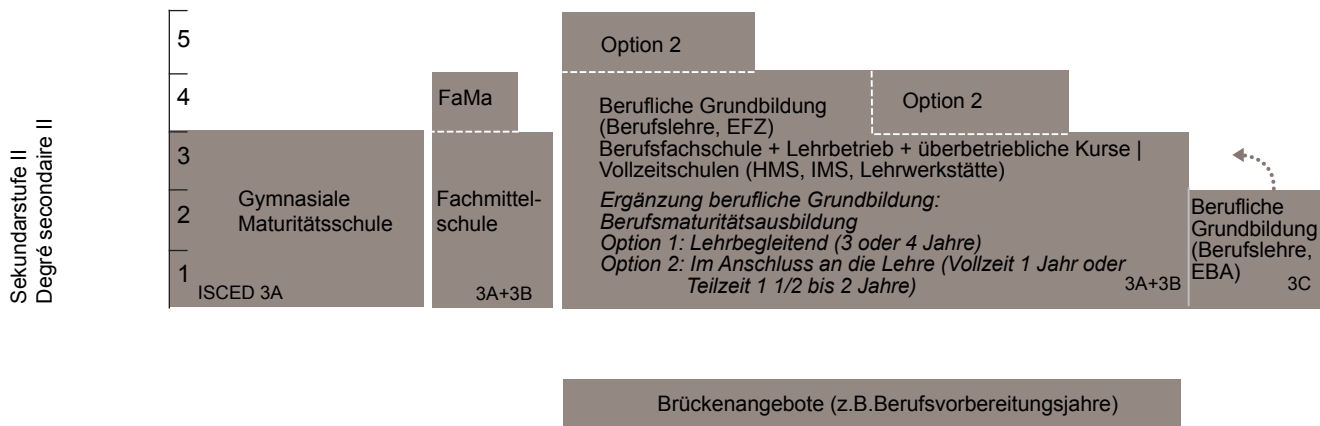 Sekundarstufe II
Degré secondaire II
5
4
3
2
1
Gymnasiale
Maturitätsschule
ISCED 3A
FaMa
Fachmittel-
schule
3A+3B
Option 2
Option 2
Berufliche Grundbildung
(Berufslehre, EFZ)
Berufsfachschule + Lehrbetrieb + überbetriebliche Kurse |
Vollzeitschulen (HMS, IMS, Lehrwerkstätte)
Ergänzung berufliche Grundbildung:
Berufsmaturitätsausbildung
Option 1: Lehrbegleitend (3 oder 4 Jahre)
Option 2: Im Anschluss an die Lehre (Vollzeit 1 Jahr oder
Teilzeit 1 1/2 bis 2 Jahre)
3A+3B
Berufliche
Grundbildung
(Berufslehre,
EBA)
3C
Brückenangebote (z.B.Berufsvorbereitungsjahre)